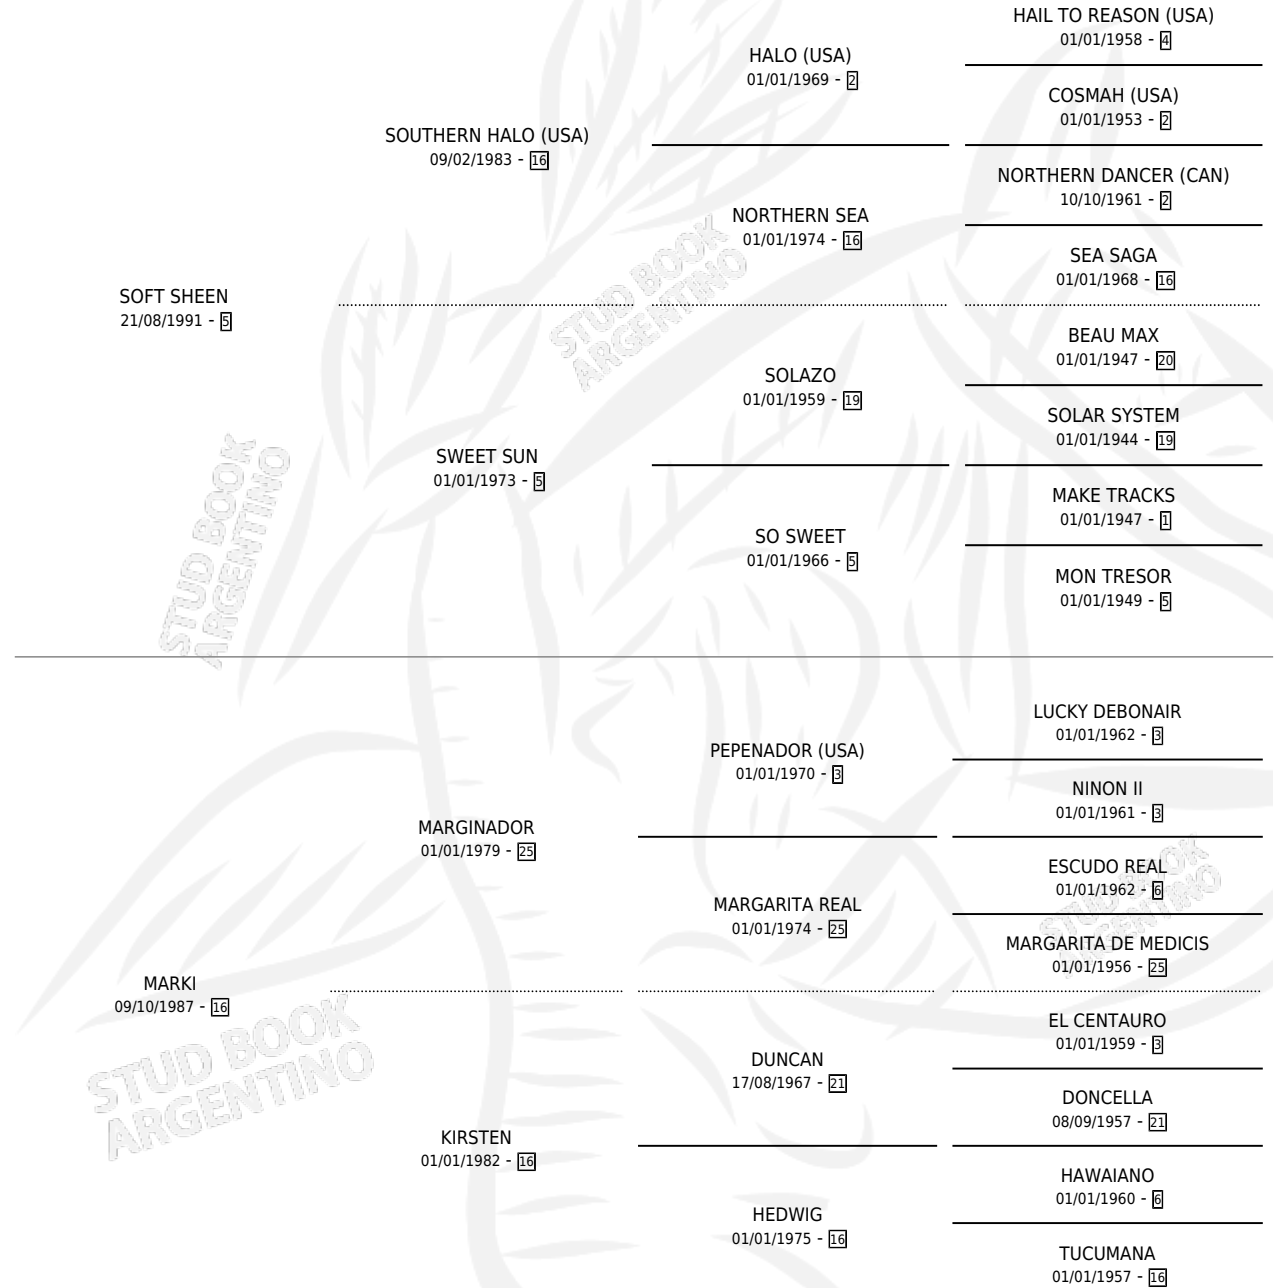 HAIL TO REASON (USA)
01/01/1958 - 4
HALO (USA)
01/01/1969 - 2
COSMAH (USA)
01/01/1953 - 2
SOUTHERN HALO (USA)
09/02/1983 - 16
NORTHERN DANCER (CAN)
10/10/1961 - 2
NORTHERN SEA
01/01/1974 - 16
SEA SAGA
01/01/1968 - 16
SOFT SHEEN
21/08/1991 - 5
BEAU MAX
01/01/1947 - 20
SOLAZO
01/01/1959 - 19
SOLAR SYSTEM
01/01/1944 - 19
SWEET SUN
01/01/1973 - 5
MAKE TRACKS
01/01/1947 - 1
SO SWEET
01/01/1966 - 5
MON TRESOR
01/01/1949 - 5
LUCKY DEBONAIR
01/01/1962 - 3
PEPENADOR (USA)
01/01/1970 - 3
NINON II
01/01/1961 - 3
MARGINADOR
01/01/1979 - 25
ESCUDO REAL
01/01/1962 - 6
MARGARITA REAL
01/01/1974 - 25
MARGARITA DE MEDICIS
01/01/1956 - 25
MARKI
09/10/1987 - 16
EL CENTAURO
01/01/1959 - 3
DUNCAN
17/08/1967 - 21
DONCELLA
08/09/1957 - 21
KIRSTEN
01/01/1982 - 16
HAWAIANO
01/01/1960 - 6
HEDWIG
01/01/1975 - 16
TUCUMANA
01/01/1957 - 16
STUD BOOK
ARGENTINO
STUD BOOK
ARGENTINO
STUD BOOK
ARGENTINO
STUD BOOK
ARGENTINO